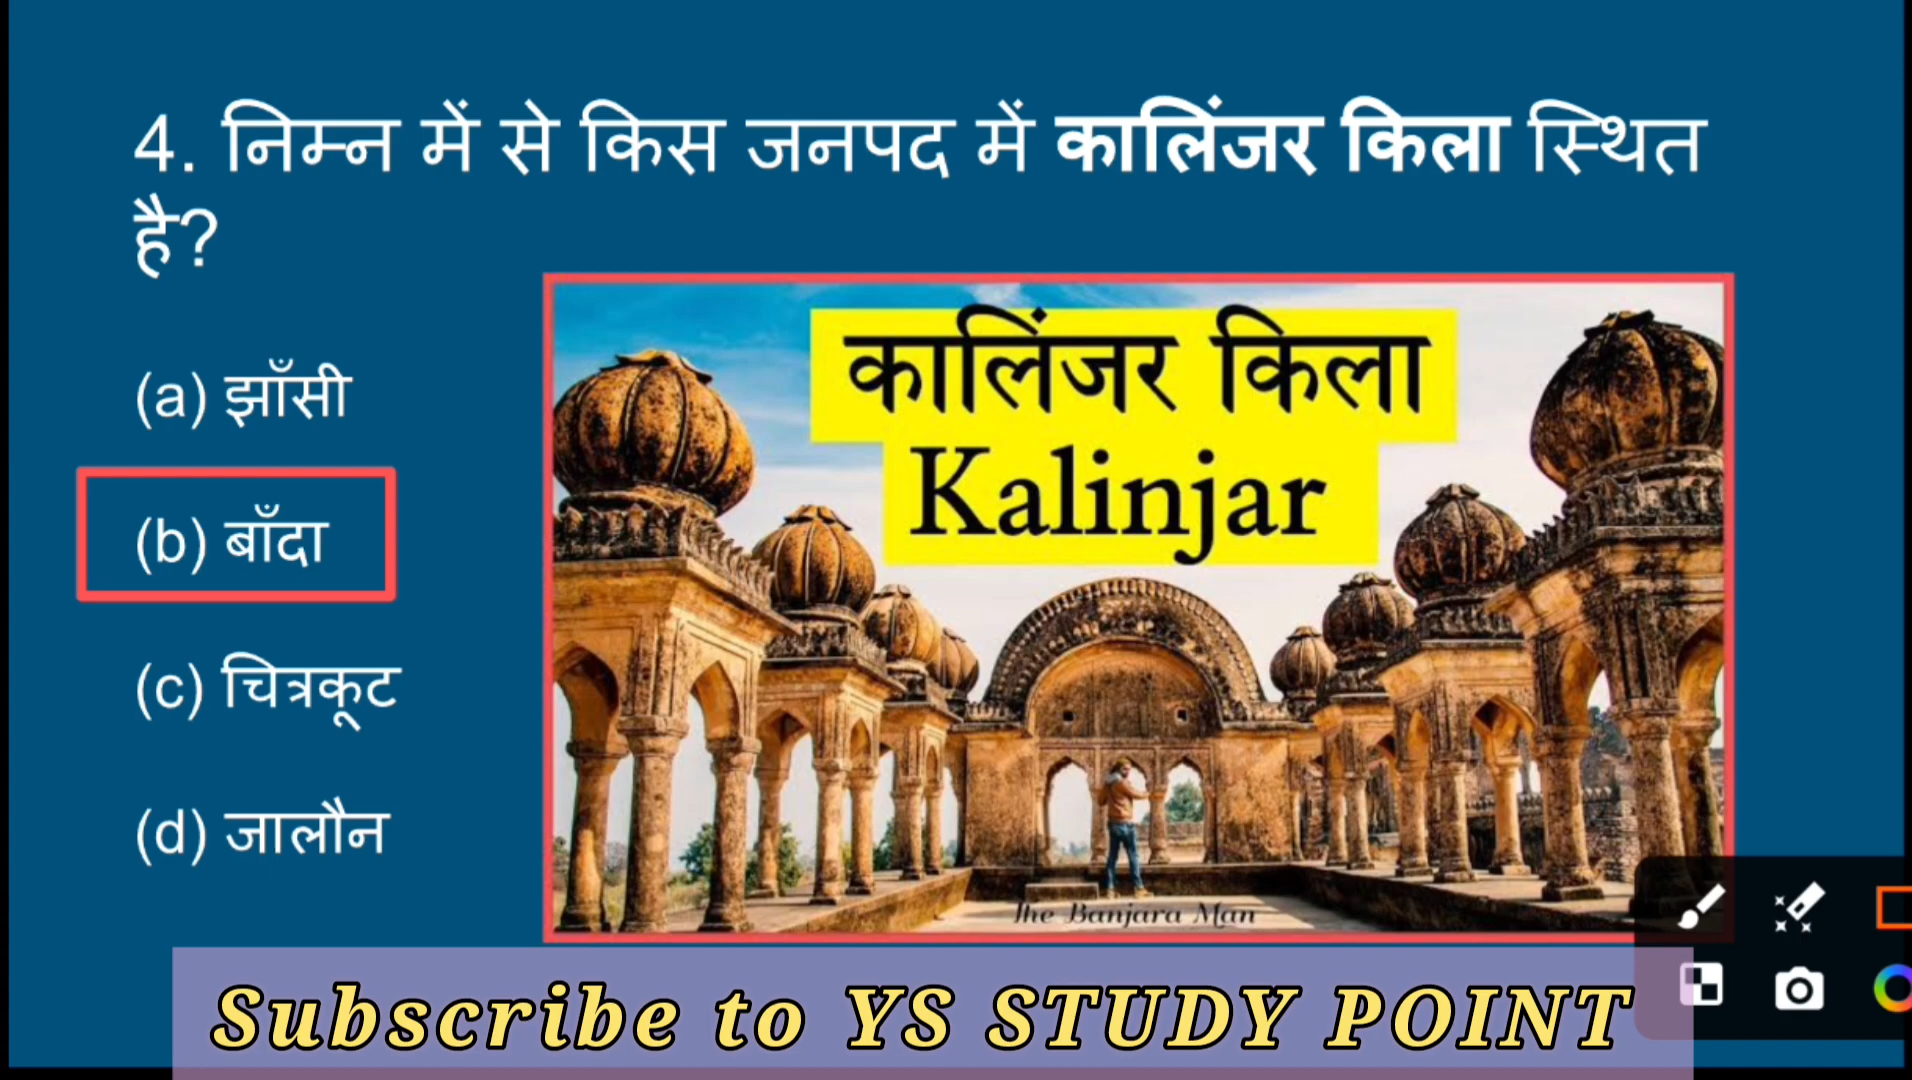 4. निम्न में से किस जनपद में कालिंजर किला स्थित
है?
(a) झाँसी
(b) बाँदा
(c) चित्रकूट
(d) जालौन
कालिंजर किला
Kalinjar
The Banjara Man
Subscribe to YS STUDY POINT